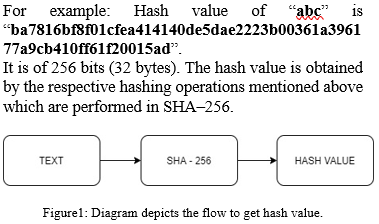 For example: Hash value of “abc” is
“ba7816bf8f01cfea414140de5dae2223b00361a3961
77a9cb410ff61f20015ad”.
It is of 256 bits (32 bytes). The hash value is obtained
by the respective hashing operations mentioned above
which are performed in SHA–256.
TEXT
SHA - 256
HASH VALUE
Figure1: Diagram depicts the flow to get hash value.